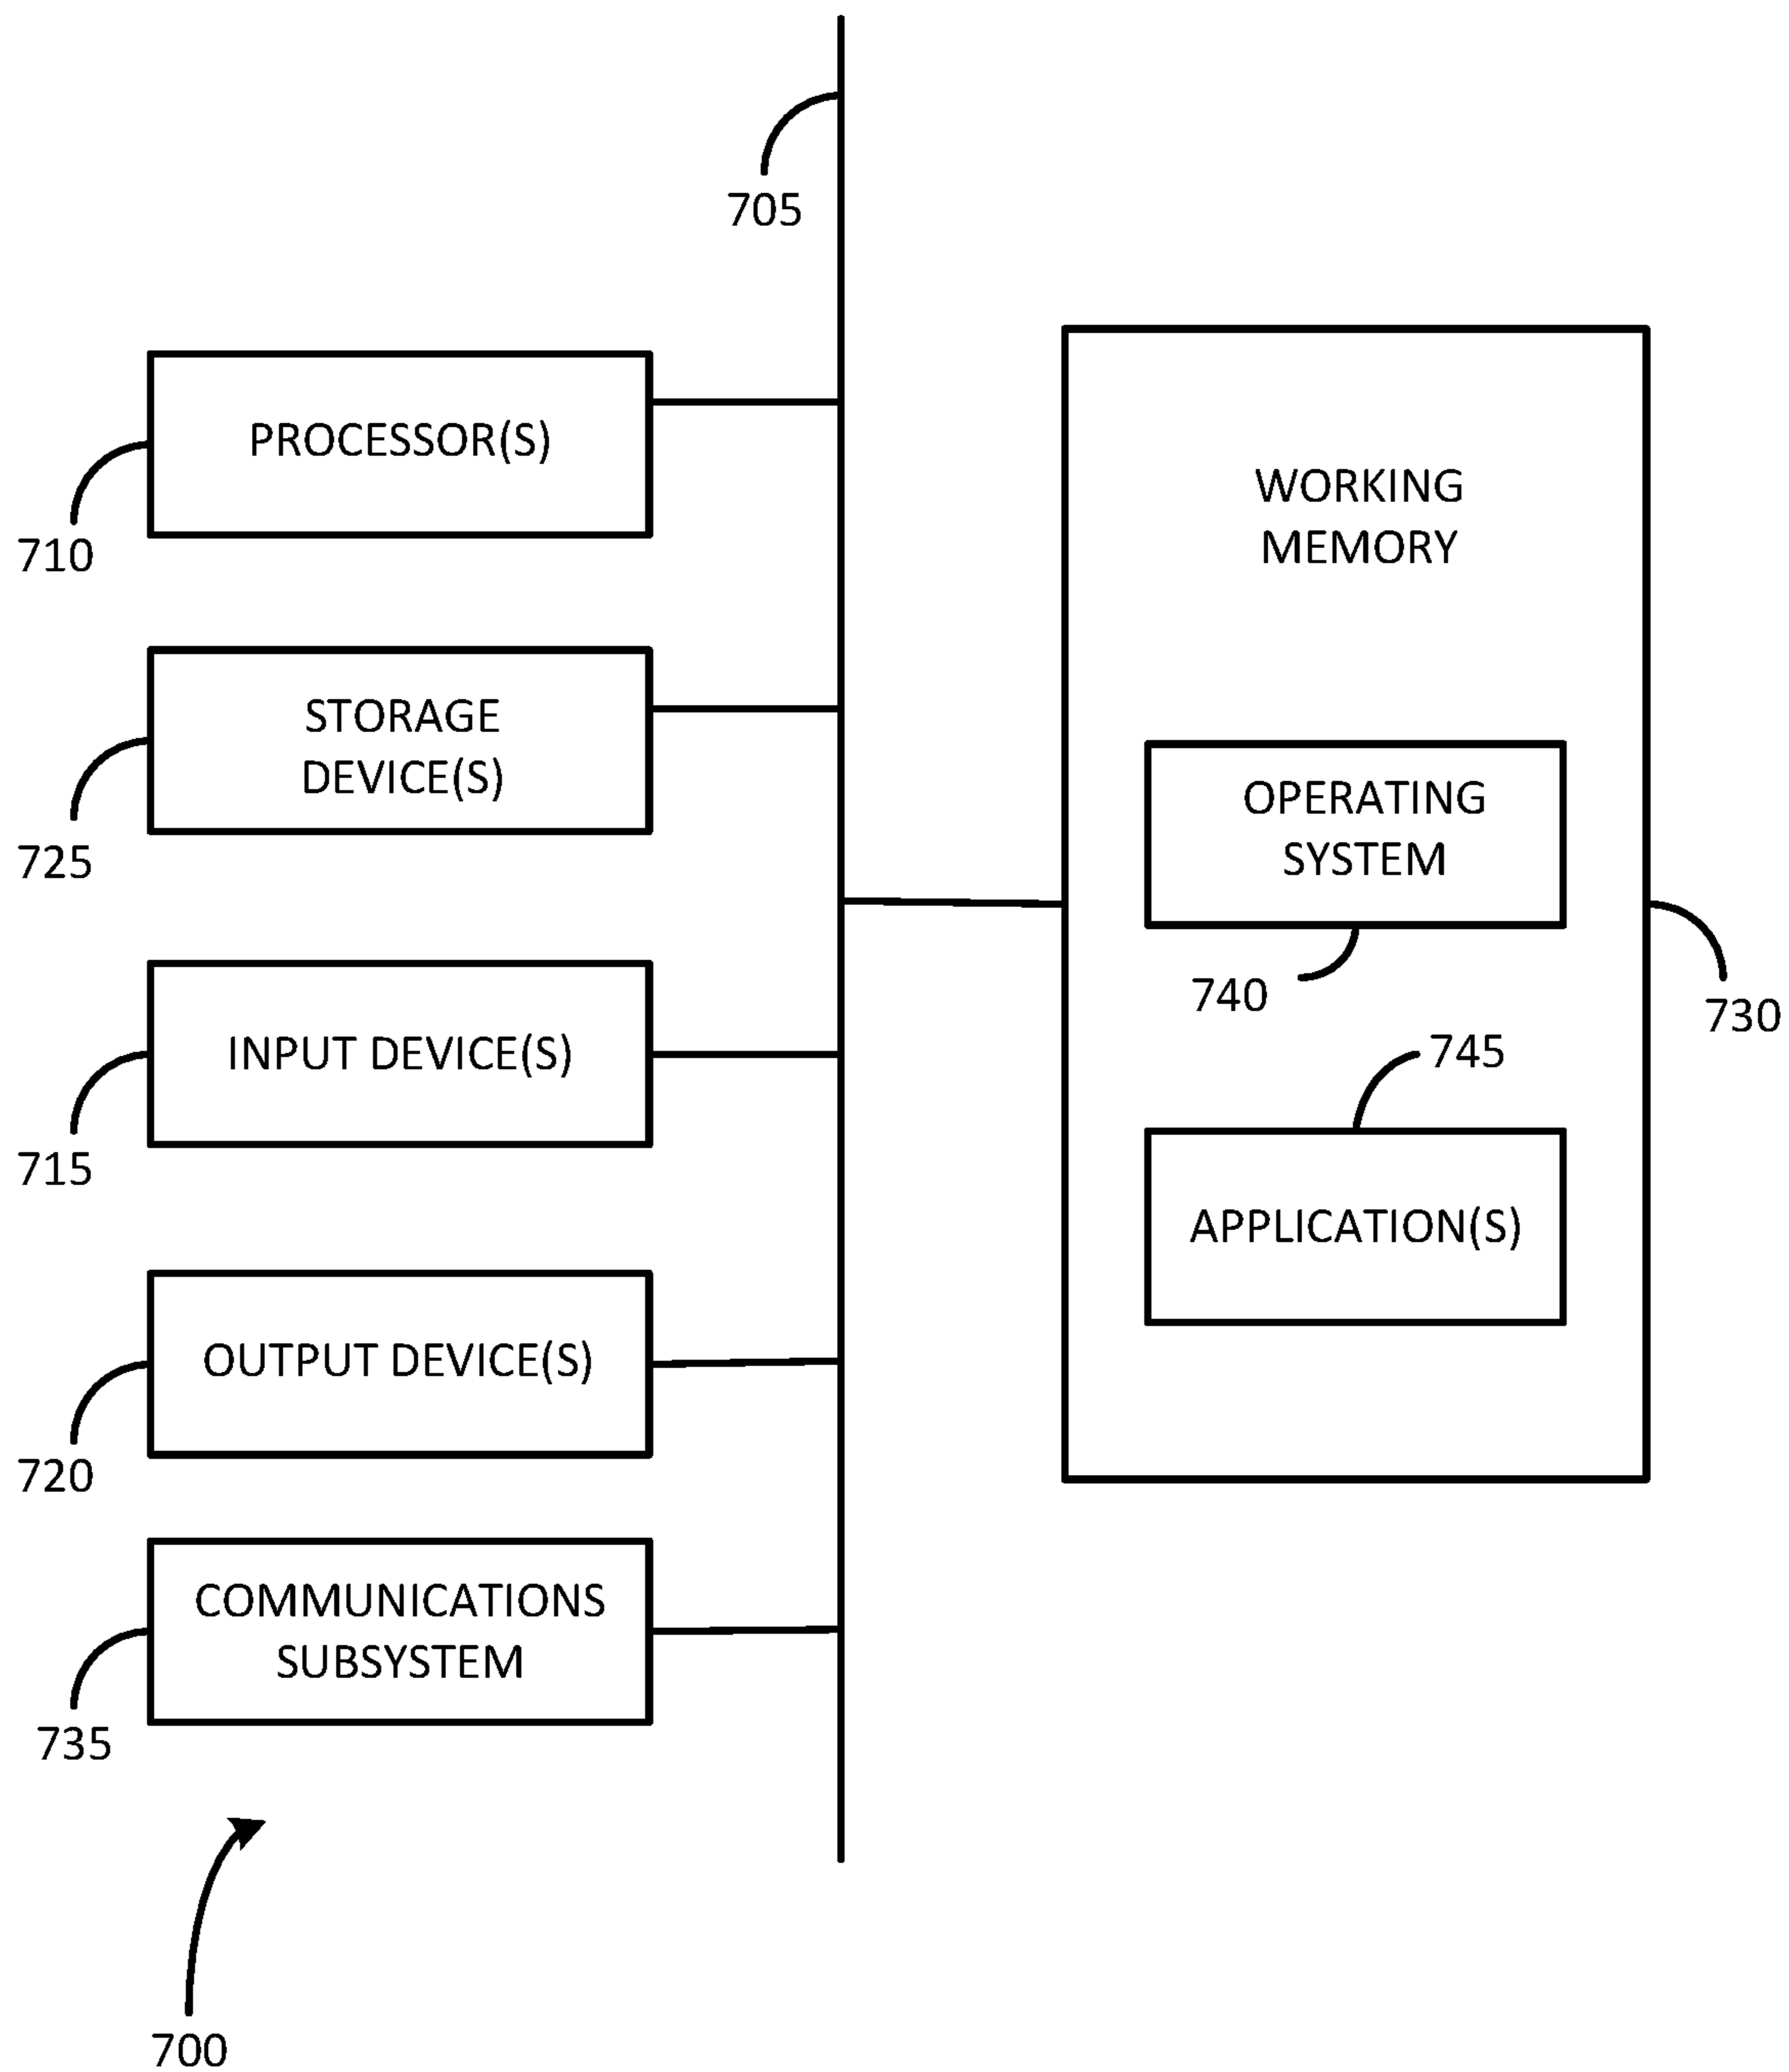 705
PROCESSOR(S)
710
STORAGE
DEVICE(S)
725
INPUT DEVICE(S)
715
OUTPUT DEVICE(S)
720
COMMUNICATIONS
SUBSYSTEM
735
700
WORKING
MEMORY
OPERATING
SYSTEM
740
730
745
APPLICATION(S)